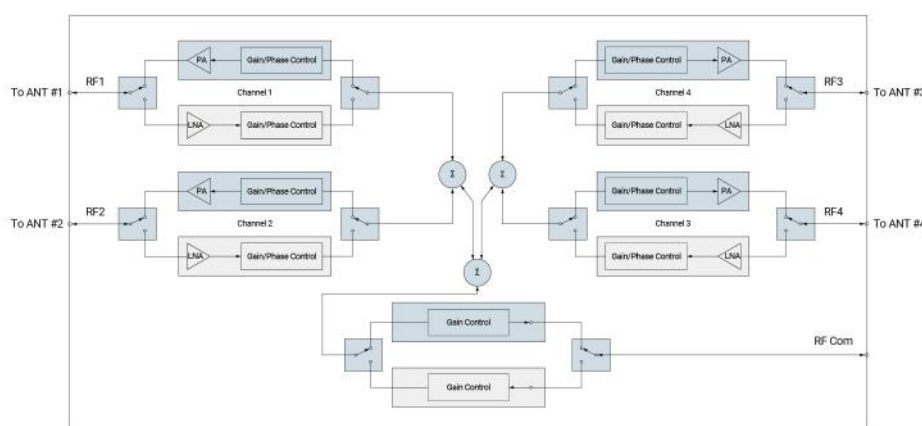 PA Gain/Phase Control
Gain/Phase Control PA
To ANT #1 RF1 Channel 1
Channel 4 RF3 To ANT #3
LNA Gain/Phase Control
Gain/Phase Control LNA
Σ Σ
PA Gain/Phase Control
Gain/Phase Control PA
To ANT #2 RF2 Channel 2
Channel 3 RF4 To ANT #4
LNA Gain/Phase Control
Gain/Phase Control LNA
Σ
Gain Control
RF Com
Gain Control